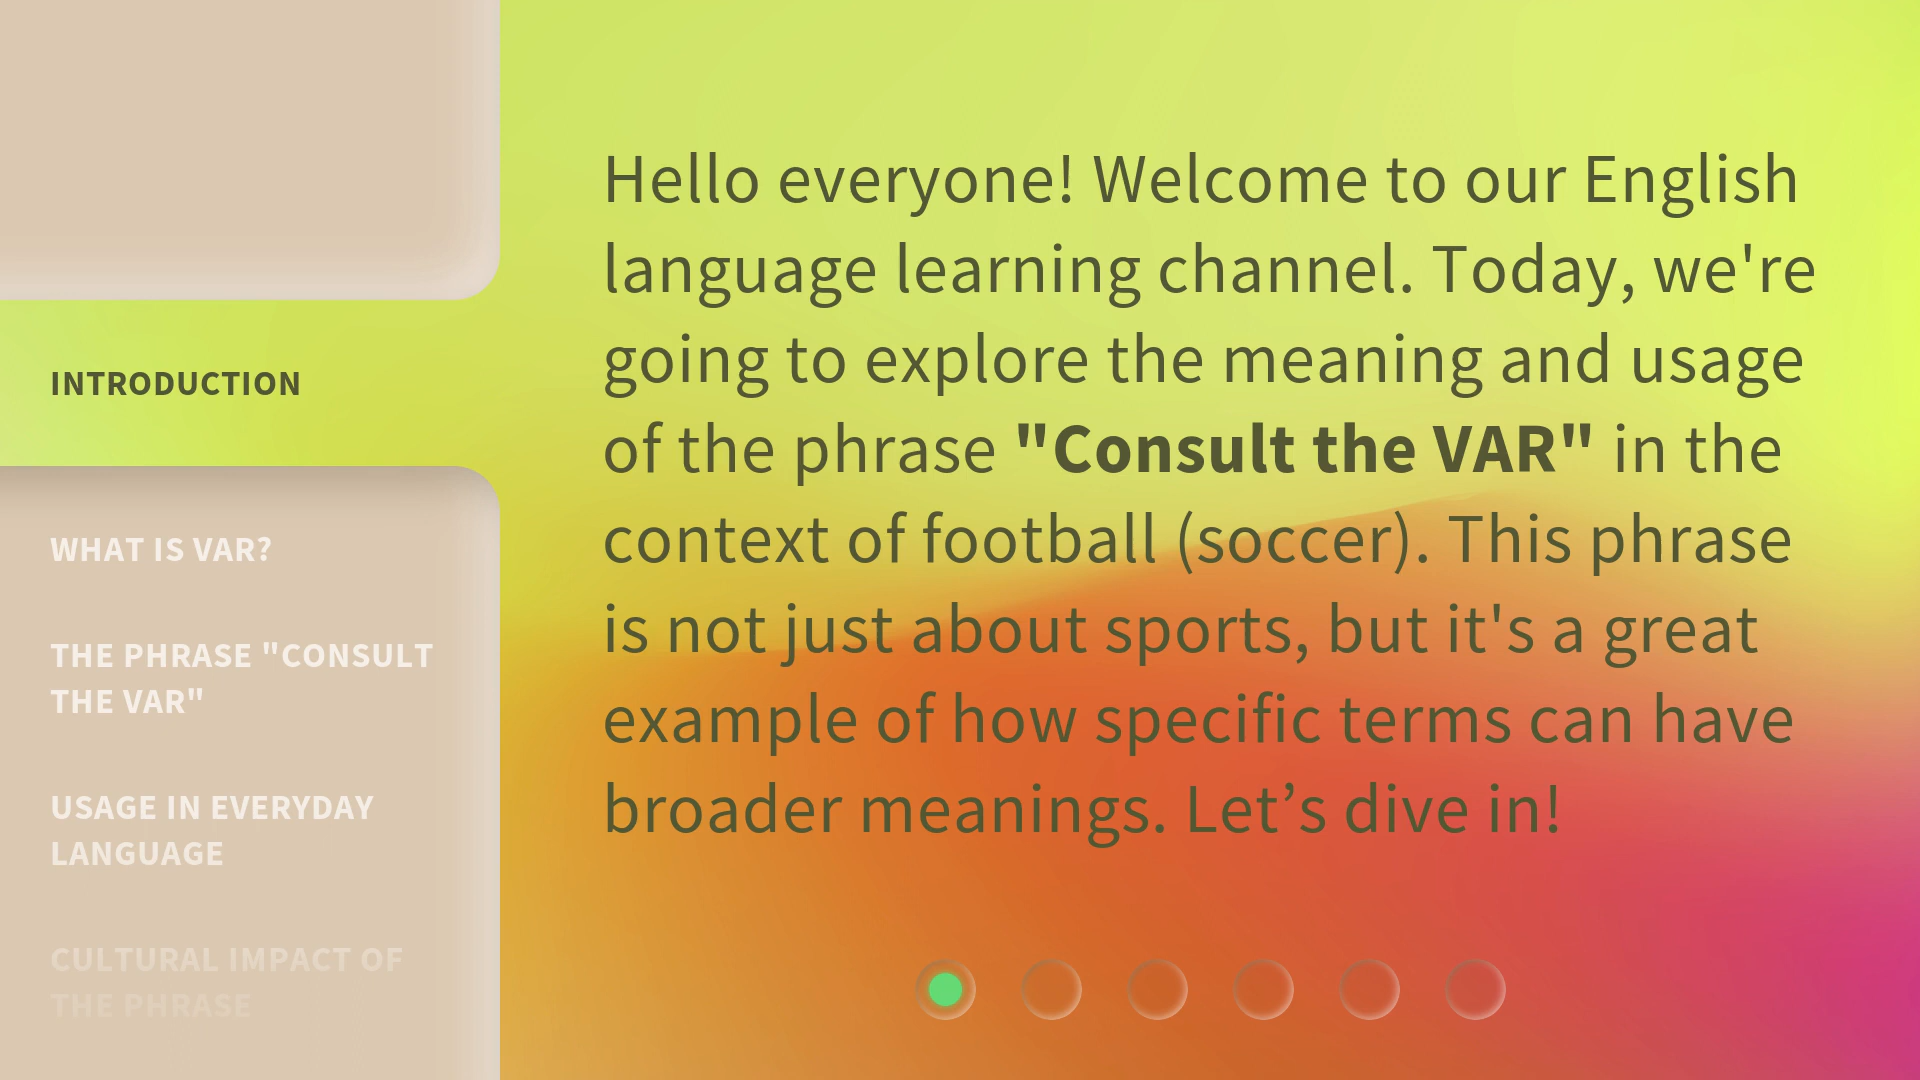 INTRODUCTION
WHAT IS VAR?
THE PHRASE "CONSULT
THE VAR"
USAGE IN EVERYDAY
LANGUAGE
CULTURAL IMPACT OF
THE PHRASE
Hello everyone! Welcome to our English
language learning channel. Today, we're
going to explore the meaning and usage
of the phrase "Consult the VAR" in the
context of football (soccer). This phrase
is not just about sports, but it's a great
example of how specific terms can have
broader meanings. Let’s dive in!